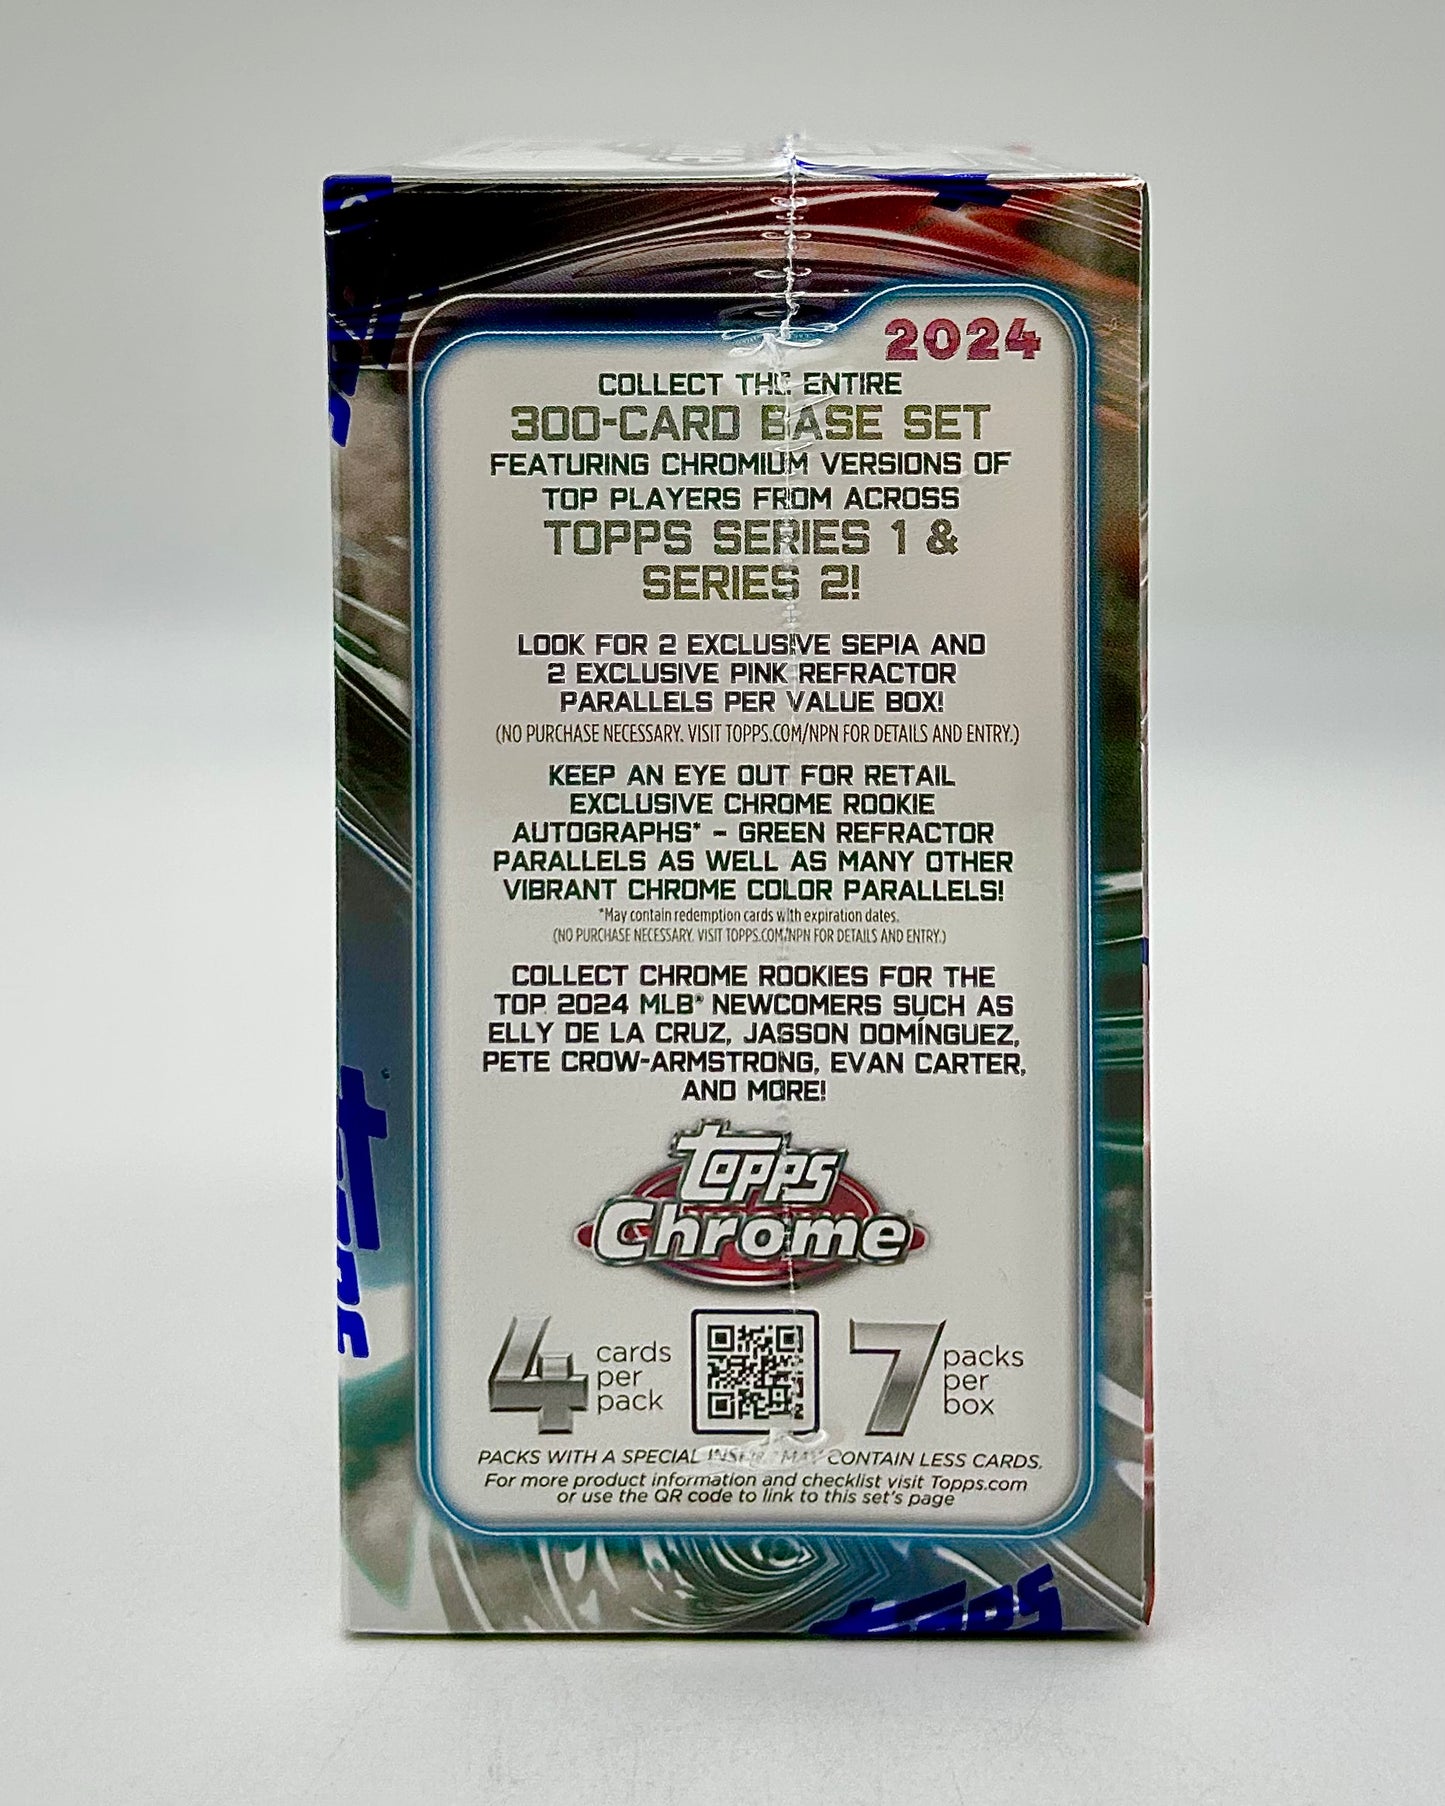 2024
COLLECT THE ENTIRE
300-CARD BASE SET
FEATURING CHROMIUM VERSIONS OF
TOP PLAYERS FROM ACROSS
TOPPS SERIES 1 &
SERIES 2!
LOOK FOR 2 EXCLUSIVE SEPIA AND
2 EXCLUSIVE PINK REFRACTOR
PARALLELS PER VALUE BOX!
(NO PURCHASE NECESSARY. VISIT TOPPS.COM/NPN FOR DETAILS AND ENTRY.)
KEEP AN EYE OUT FOR RETAIL
EXCLUSIVE CHROME ROOKIE
AUTOGRAPHS* – GREEN REFRACTOR
PARALLELS AS WELL AS MANY OTHER
VIBRANT CHROME COLOR PARALLELS!
*May contain redemption cards with expiration dates.
(NO PURCHASE NECESSARY. VISIT TOPPS.COM/NPN FOR DETAILS AND ENTRY.)
COLLECT CHROME ROOKIES FOR THE
TOP 2024 MLB® NEWCOMERS SUCH AS
ELLY DE LA CRUZ, JASSON DOMÍNGUEZ,
PETE CROW-ARMSTRONG, EVAN CARTER,
AND MORE!
topps
Chrome
4 cards per pack
7 packs per box
PACKS WITH A SPECIAL INSERT MAY CONTAIN LESS CARDS.
For more product information and checklist visit Topps.com
or use the QR code to link to this set's page
topps